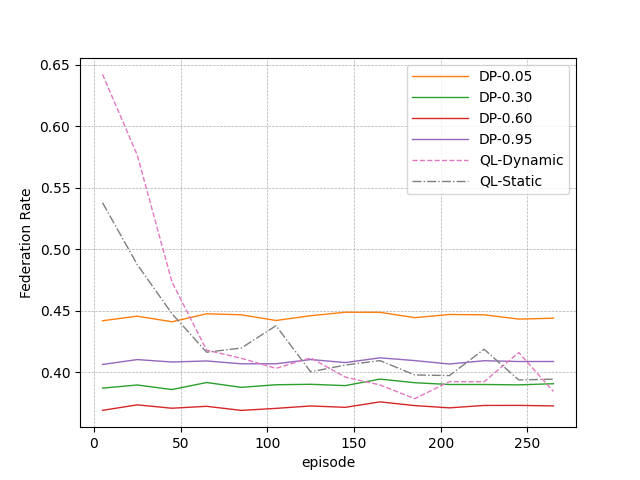 0.65
0.60
0.55
0.50
0.45
0.40
Federation Rate
0
50
100
150
200
250
episode
DP-0.05
DP-0.30
DP-0.60
DP-0.95
QL-Dynamic
QL-Static